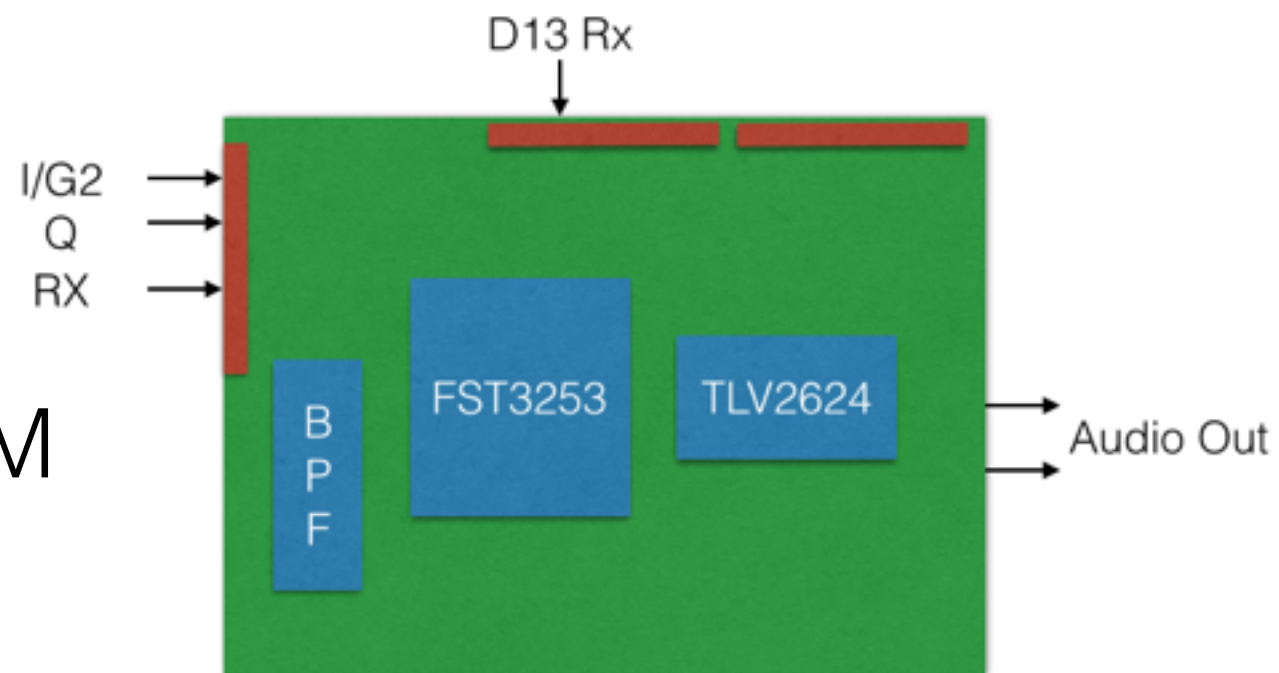 D13 Rx
I/G2
Q
RX
M
B
P
F
FST3253
TLV2624
Audio Out